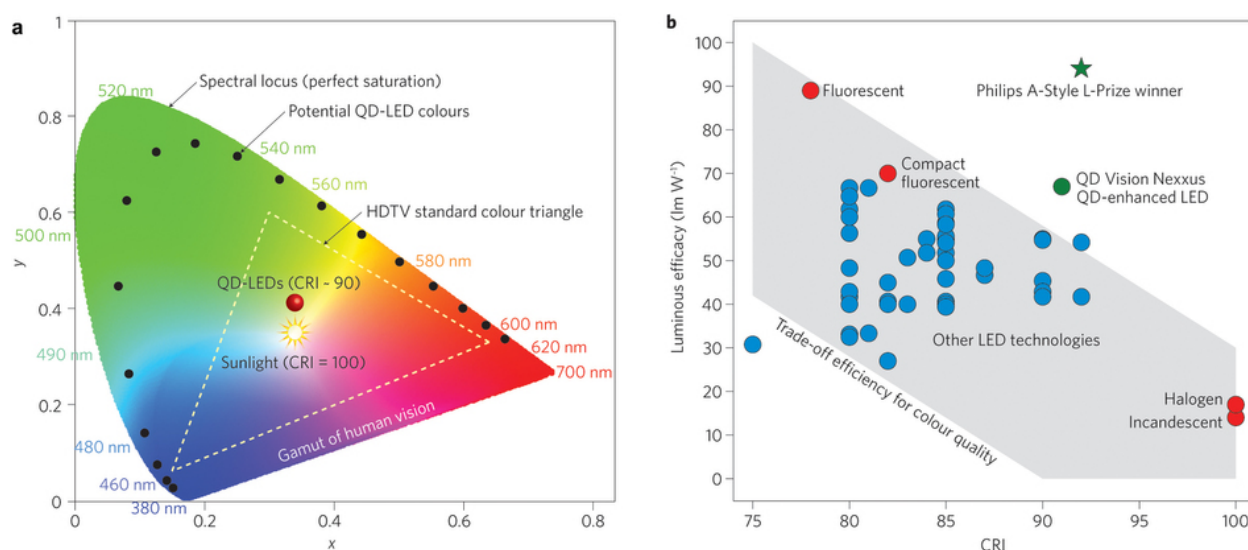 a
1
0.8
0.6
0.4
0.2
0
y
0
0.2
0.4
0.6
0.8
x
520 nm
Spectral locus (perfect saturation)
Potential QD-LED colours
540 nm
560 nm
HDTV standard colour triangle
500 nm
580 nm
QD-LEDs (CRI - 90)
600 nm
490 nm
Sunlight (CRI = 100)
620 nm
700 nm
Gamut of human vision
480 nm
460 nm
380 nm
b
100
90
80
70
60
50
40
30
20
10
0
Luminous efficacy (lm W⁻¹)
75
80
85
90
95
100
CRI
Fluorescent
Philips A-Style L-Prize winner
Compact
fluorescent
QD Vision Nexxus
QD-enhanced LED
Other LED technologies
Trade-off efficiency for colour quality
Halogen
Incandescent